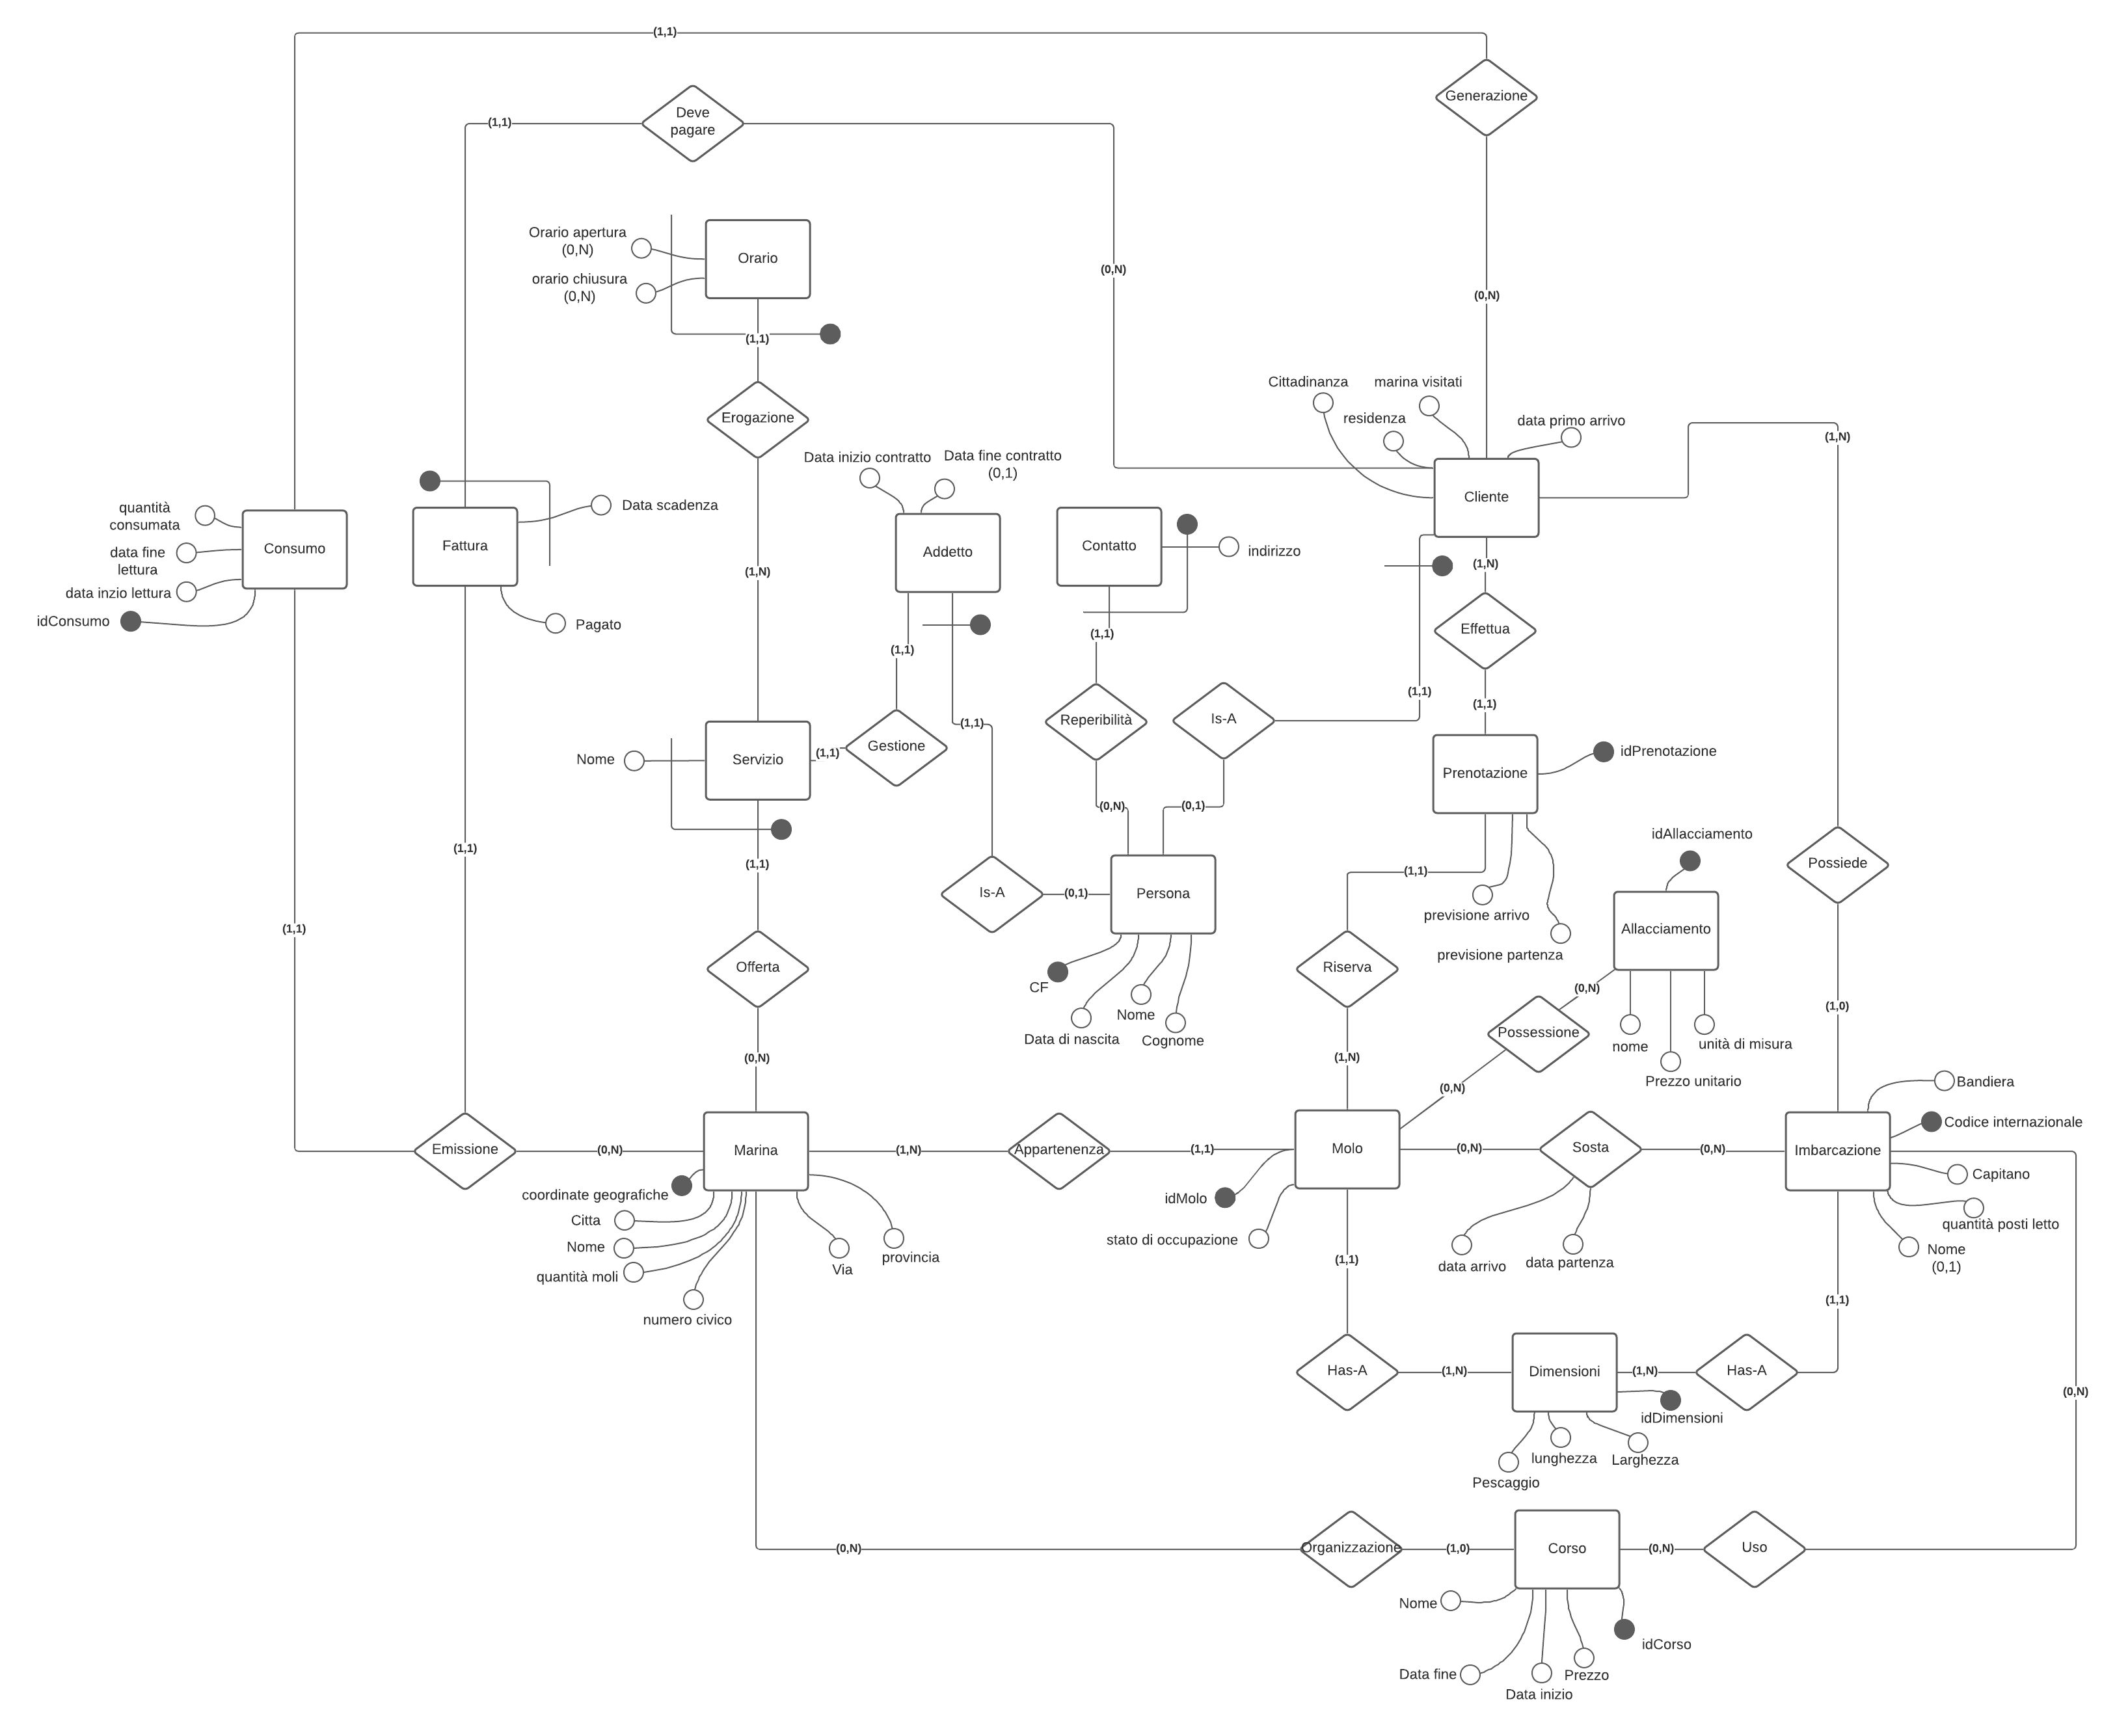 (1,1)
Generazione
Deve
pagare
(1,1)
Orario apertura
(0,N)
orario chiusura
(0,N)
Orario
(0,N)
(0,N)
(1,1)
Erogazione
Cittadinanza
marina visitati
residenza
data primo arrivo
(1,N)
Data inizio contratto
Data fine contratto
(0,1)
quantità
consumata
data fine
lettura
data inzio lettura
idConsumo
Consumo
Fattura
Data scadenza
Pagato
(1,N)
Addetto
Contatto
indirizzo
Cliente
(1,N)
Effettua
(1,1)
(1,1)
(1,1)
(1,1)
Nome
Servizio
(1,1)
Gestione
(1,1)
Reperibilità
Is-A
Prenotazione
idPrenotazione
(0,N)
(0,1)
(1,1)
(1,1)
Is-A
(0,1)
Persona
(1,1)
previsione arrivo
previsione partenza
idAllacciamento
Allacciamento
Possiede
(1,1)
Offerta
CF
Data di nascita
Nome
Cognome
Riserva
(0,N)
Possessione
nome
Prezzo unitario
unità di misura
(1,0)
(0,N)
(1,N)
(0,N)
Bandiera
Codice internazionale
Capitano
quantità posti letto
Nome
(0,1)
Emissione
(0,N)
Marina
(1,N)
Appartenenza
(1,1)
Molo
(0,N)
Sosta
(0,N)
Imbarcazione
coordinate geografiche
Citta
Nome
quantità moli
numero civico
Via
provincia
idMolo
stato di occupazione
data arrivo
data partenza
(1,1)
(1,1)
Has-A
(1,N)
Dimensioni
(1,N)
Has-A
(0,N)
idDimensioni
Pescaggio
lunghezza
Larghezza
(0,N)
Organizzazione
(1,0)
Corso
(0,N)
Uso
Nome
idCorso
Data fine
Data inizio
Prezzo